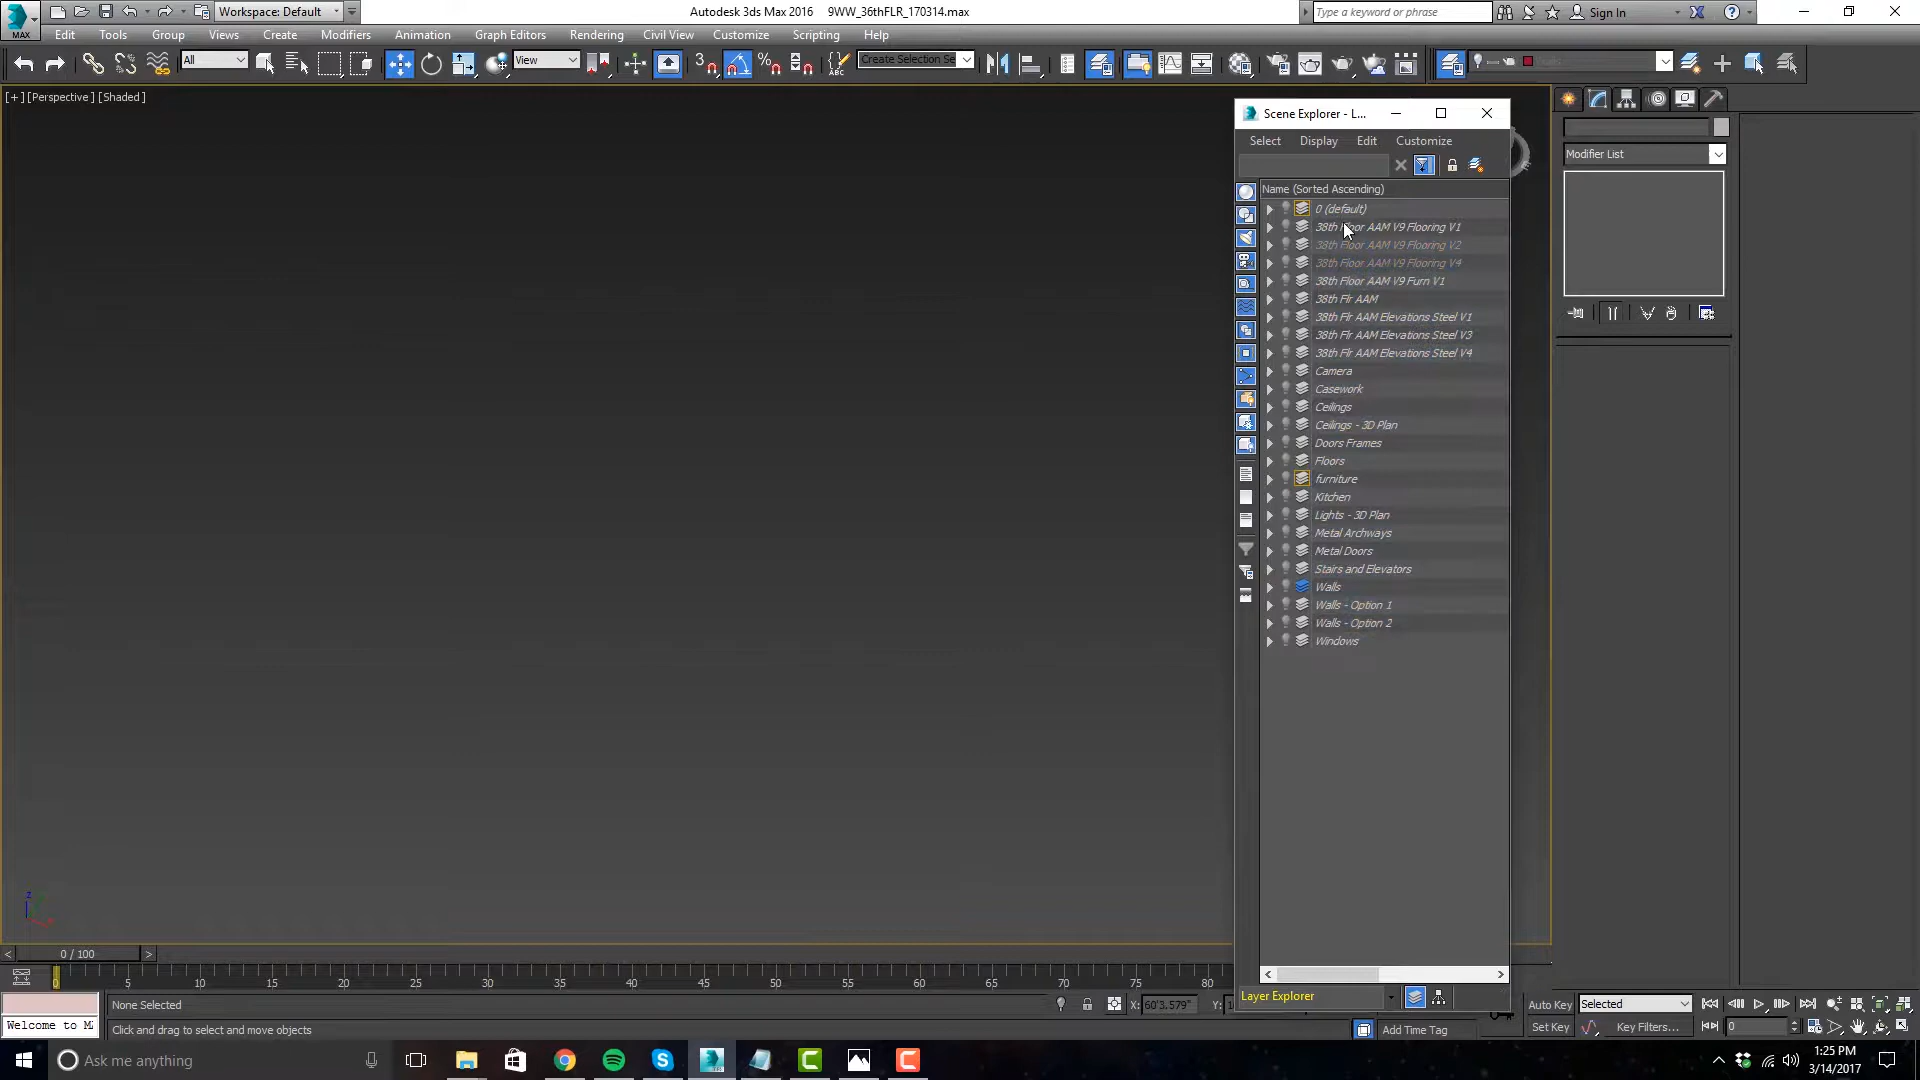 Workspace: Default
Autodesk 3ds Max 2016 9WW_36thFLR_170314.max
Type a keyword or phrase
Sign In
MAX
Edit Tools Group Views Create Modifiers Animation Graph Editors Rendering Civil View Customize Scripting Help
All
View
Create Selection Se
[+] [Perspective] [Shaded]
Scene Explorer - L...
Select Display Edit Customize
Modifier List
Name (Sorted Ascending)
0 (default)
38th Floor AAM V9 Flooring V1
38th Floor AAM V9 Flooring V2
38th Floor AAM V9 Flooring V4
38th Floor AAM V9 Furn V1
38th Flr AAM
38th Flr AAM Elevations Steel V1
38th Flr AAM Elevations Steel V3
38th Flr AAM Elevations Steel V4
Camera
Casework
Ceilings
Ceilings - 3D Plan
Doors Frames
Floors
furniture
Kitchen
Lights - 3D Plan
Metal Archways
Metal Doors
Stairs and Elevators
Walls
Walls - Option 1
Walls - Option 2
Windows
Layer Explorer
0 / 100
0 5 10 15 20 25 30 35 40 45 50 55 60 65 70 75 80
None Selected
X: 60'3.579"
Y:
Auto Key
Selected
Welcome to M
Click and drag to select and move objects
Add Time Tag
Set Key
Key Filters...
0
Ask me anything
1:25 PM
3/14/2017